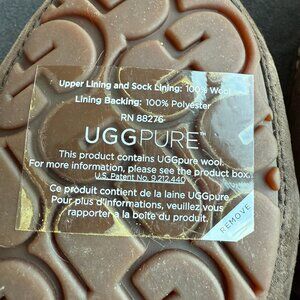 Upper Lining and Sock Lining: 100% Wool
Lining Backing: 100% Polyester
RN 88276
UGGPURE™
This product contains UGGpure wool.
For more information, please see the product box.
U.S. Patent No. 9,212,440
Ce produit contient de la laine UGGpure.
Pour plus d'informations, veuillez vous
rapporter a la boîte du produit.
REMOVE